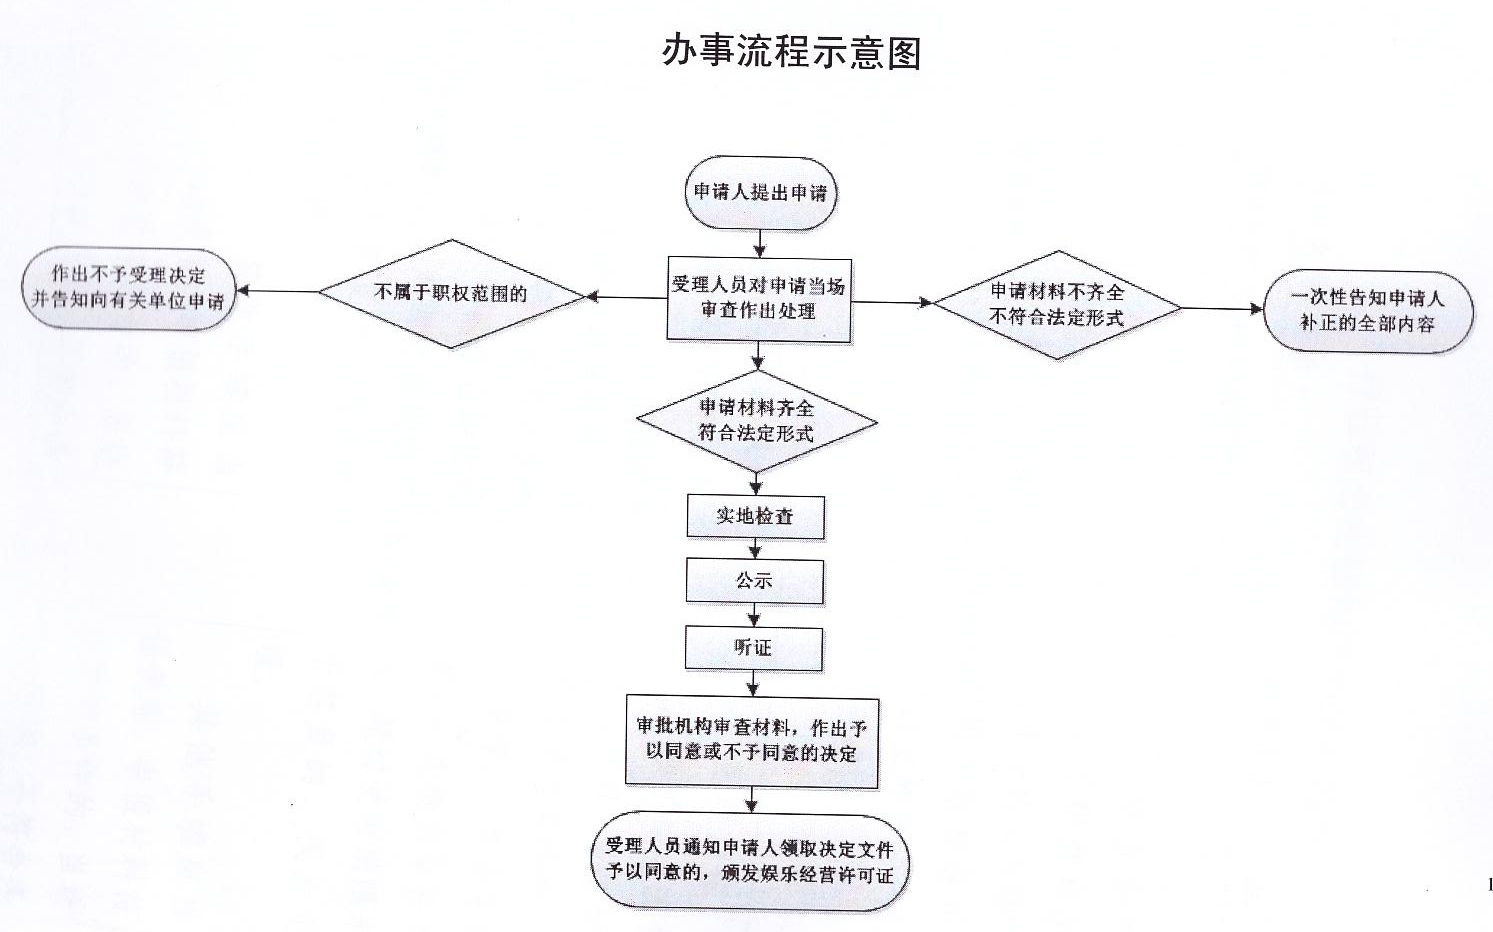 办事流程示意图
申请人提出申请
作出不予受理决定
并告知向有关单位申请
不属于职权范围的
受理人员对申请当场
审查作出处理
申请材料不齐全
不符合法定形式
一次性告知申请人
补正的全部内容
申请材料齐全
符合法定形式
实地检查
公示
听证
审批机构审查材料，作出予
以同意或不予同意的决定
受理人员通知申请人领取决定文件
予以同意的，颁发娱乐经营许可证